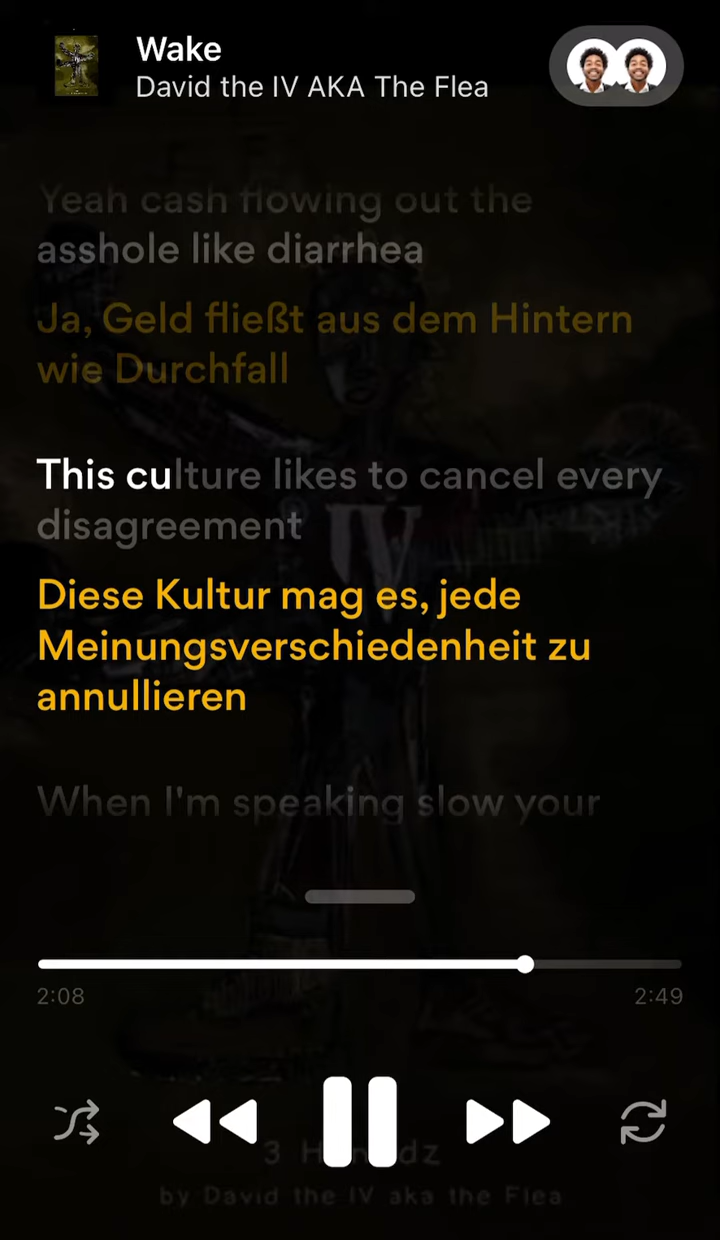 Wake
David the IV AKA The Flea
Yeah cash flowing out the
asshole like diarrhea
Ja, Geld fließt aus dem Hintern
wie Durchfall
This culture likes to cancel every
disagreement
IV
Diese Kultur mag es, jede
Meinungsverschiedenheit zu
annullieren
When I'm speaking slow your
2:08
2:49
by David the IV aka the Flea